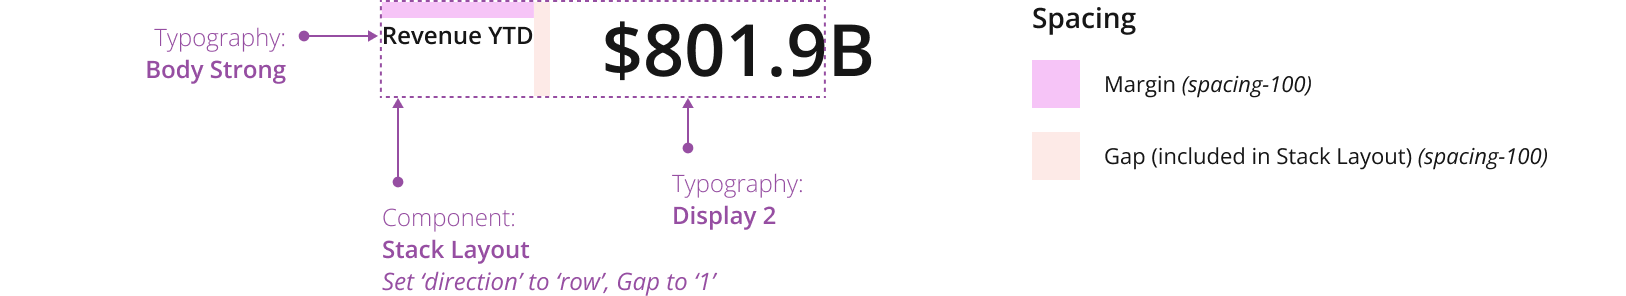 Typography:
Body Strong
Revenue YTD
$801.9B
Component:
Stack Layout
Set ‘direction’ to ‘row’, Gap to ‘1’
Typography:
Display 2
Spacing
Margin (spacing-100)
Gap (included in Stack Layout) (spacing-100)